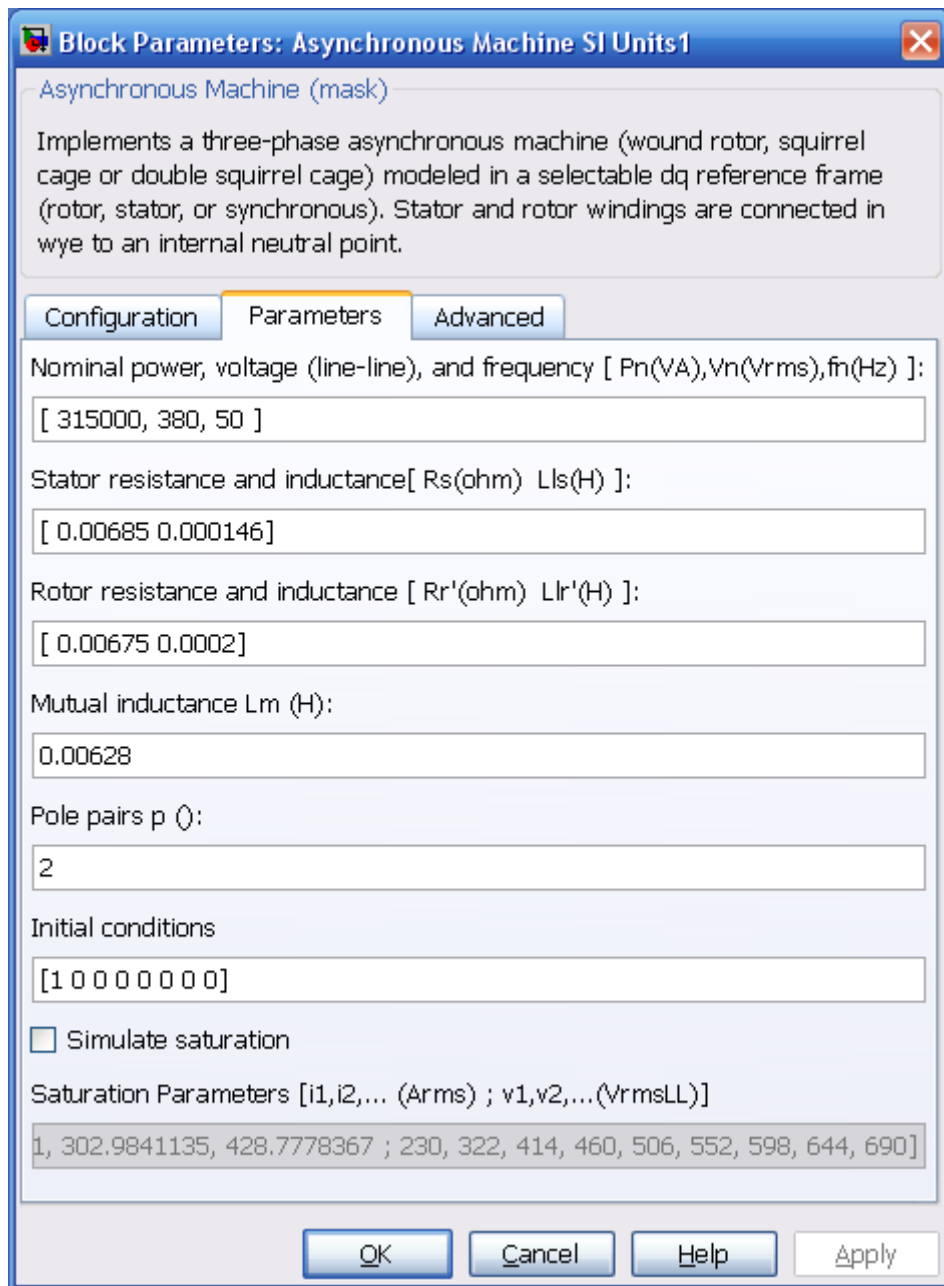 Block Parameters: Asynchronous Machine SI Units1
Asynchronous Machine (mask)
Implements a three-phase asynchronous machine (wound rotor, squirrel
cage or double squirrel cage) modeled in a selectable dq reference frame
(rotor, stator, or synchronous). Stator and rotor windings are connected in
wye to an internal neutral point.
Configuration Parameters Advanced
Nominal power, voltage (line-line), and frequency [ Pn(VA),Vn(Vrms),fn(Hz) ]:
[ 315000, 380, 50 ]
Stator resistance and inductance[ Rs(ohm) Lls(H) ]:
[ 0.00685 0.000146]
Rotor resistance and inductance [ Rr'(ohm) Llr'(H) ]:
[ 0.00675 0.0002]
Mutual inductance Lm (H):
0.00628
Pole pairs p ():
2
Initial conditions
[1 0 0 0 0 0 0 0]
Simulate saturation
Saturation Parameters [i1,i2,... (Arms) ; v1,v2,...(VrmsLL)]
1, 302.9841135, 428.7778367 ; 230, 322, 414, 460, 506, 552, 598, 644, 690]
OK Cancel Help Apply